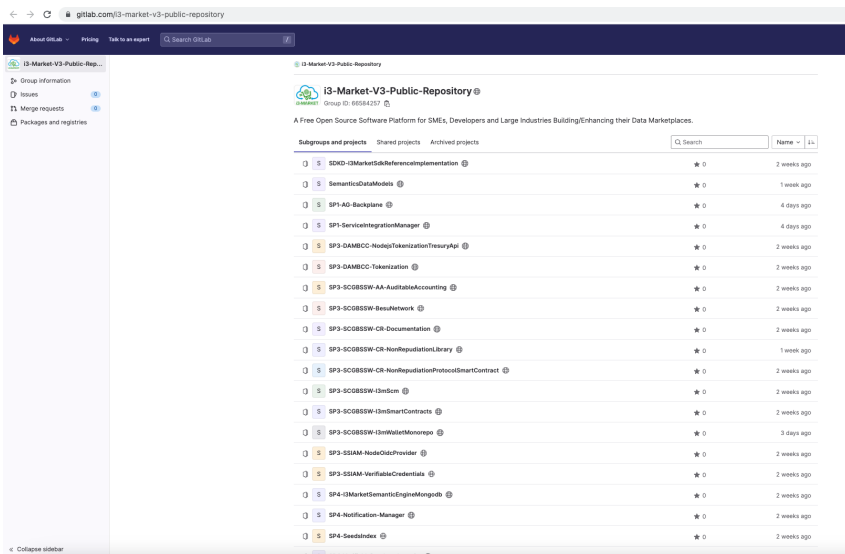 gitlab.com/i3-market-v3-public-repository
About GitLab Pricing Talk to an expert Search GitLab /
i3-Market-V3-Public-Rep...
Group information
Issues 0
Merge requests 0
Packages and registries
i3-Market-V3-Public-Repository
i3-Market-V3-Public-Repository
Group ID: 66584257
A Free Open Source Software Platform for SMEs, Developers and Large Industries Building/Enhancing their Data Marketplaces.
Subgroups and projects Shared projects Archived projects Search Name
S SDKD-I3MarketSdkReferenceImplementation 0 2 weeks ago
S SemanticsDataModels 0 1 week ago
S SP1-AG-Backplane 0 4 days ago
S SP1-ServiceIntegrationManager 0 4 days ago
S SP3-DAMBCC-NodejsTokenizationTresuryApi 0 2 weeks ago
S SP3-DAMBCC-Tokenization 0 2 weeks ago
S SP3-SCGBSSW-AA-AuditableAccounting 0 2 weeks ago
S SP3-SCGBSSW-BesuNetwork 0 2 weeks ago
S SP3-SCGBSSW-CR-Documentation 0 2 weeks ago
S SP3-SCGBSSW-CR-NonRepudiationLibrary 0 1 week ago
S SP3-SCGBSSW-CR-NonRepudiationProtocolSmartContract 0 2 weeks ago
S SP3-SCGBSSW-I3mScm 0 2 weeks ago
S SP3-SCGBSSW-I3mSmartContracts 0 2 weeks ago
S SP3-SCGBSSW-I3mWalletMonorepo 0 3 days ago
S SP3-SSIAM-NodeOidcProvider 0 2 weeks ago
S SP3-SSIAM-VerifiableCredentials 0 2 weeks ago
S SP4-I3MarketSemanticEngineMongodb 0 2 weeks ago
S SP4-Notification-Manager 0 2 weeks ago
S SP4-SeedsIndex 0 2 weeks ago
Collapse sidebar